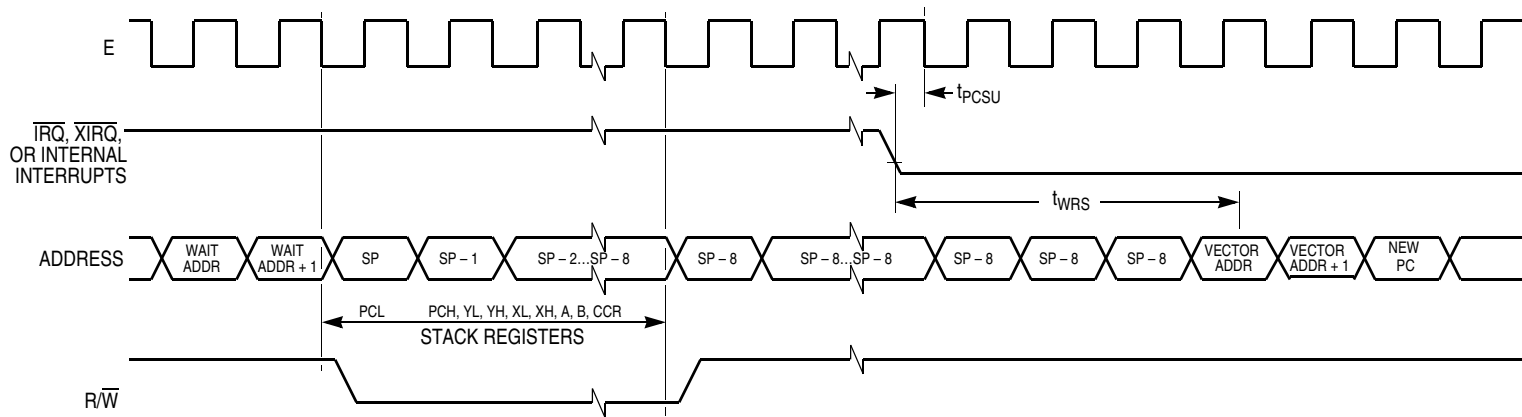 E
tPCSU
IRQ, XIRQ,
OR INTERNAL
INTERRUPTS
tWRS
ADDRESS
WAIT
ADDR
WAIT
ADDR + 1
SP
SP – 1
SP – 2...SP – 8
SP – 8
SP – 8...SP – 8
SP – 8
SP – 8
SP – 8
VECTOR
ADDR
VECTOR
ADDR + 1
NEW
PC
PCL
PCH, YL, YH, XL, XH, A, B, CCR
STACK REGISTERS
R/W